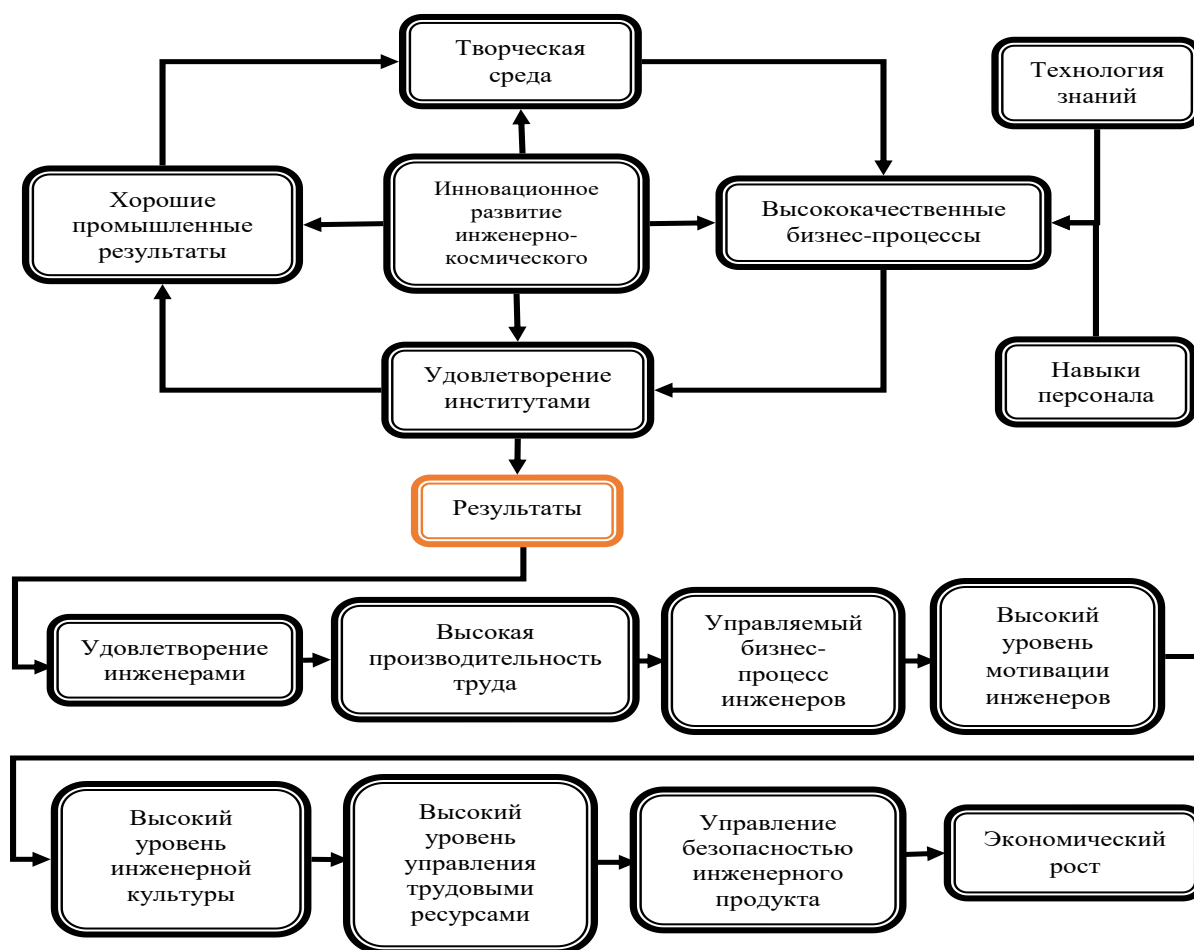 Творческая
среда
Технология
знаний
Хорошие
промышленные
результаты
Инновационное
развитие
инженерно-
космического
Высококачественные
бизнес-процессы
Удовлетворение
институтами
Навыки
персонала
Результаты
Удовлетворение
инженерами
Высокая
производительность
труда
Управляемый
бизнес-
процесс
инженеров
Высокий
уровень
мотивации
инженеров
Высокий
уровень
инженерной
культуры
Высокий
уровень
управления
трудовыми
ресурсами
Управление
безопасностью
инженерного
продукта
Экономический
рост